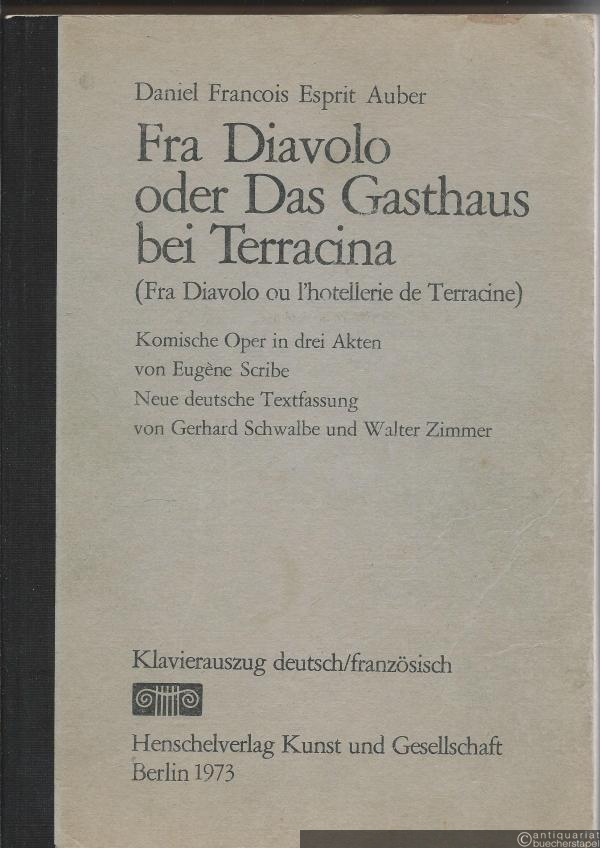 Daniel Francois Esprit Auber
Fra Diavolo
oder Das Gasthaus
bei Terracina
(Fra Diavolo ou l'hotellerie de Terracine)
Komische Oper in drei Akten
von Eugène Scribe
Neue deutsche Textfassung
von Gerhard Schwalbe und Walter Zimmer
Klavierauszug deutsch/französisch
Henschelverlag Kunst und Gesellschaft
Berlin 1973
©antiquariat
buecherstapel